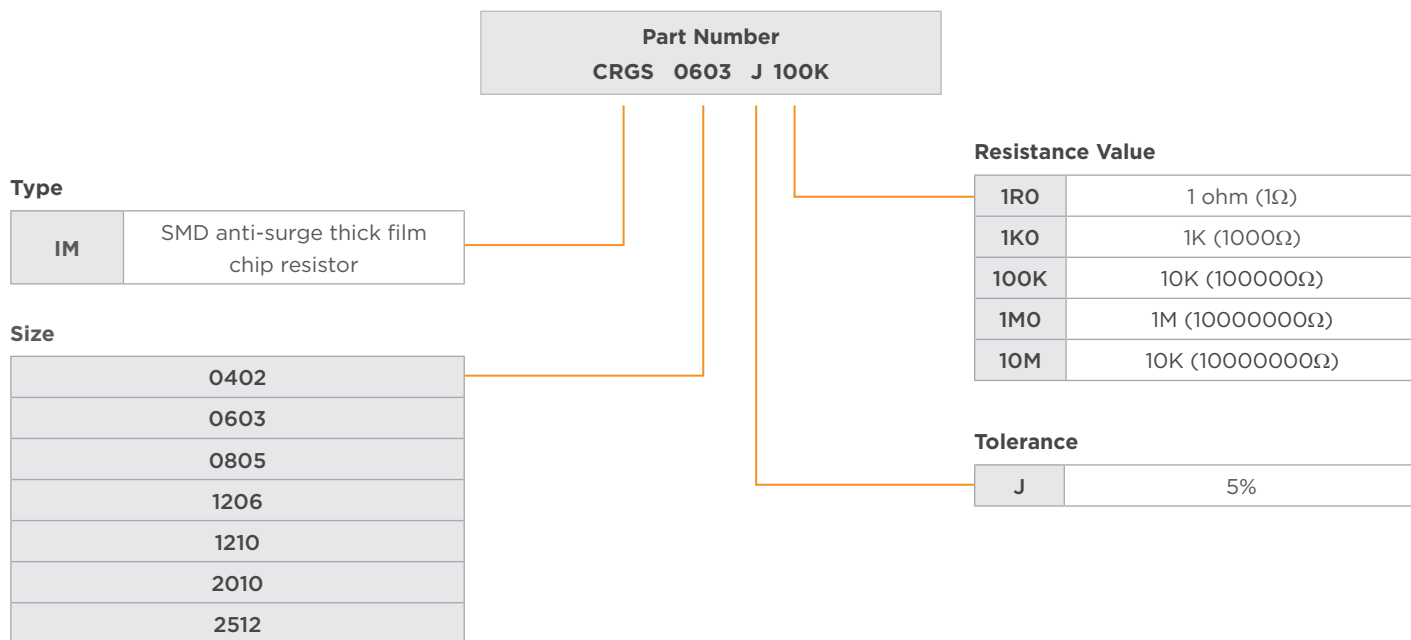 Part Number
CRGS 0603 J 100K
Type
IM SMD anti-surge thick film
chip resistor
Size
0402
0603
0805
1206
1210
2010
2512
Resistance Value
1R0 1 ohm (1Ω)
1K0 1K (1000Ω)
100K 10K (100000Ω)
1M0 1M (10000000Ω)
10M 10K (10000000Ω)
Tolerance
J 5%